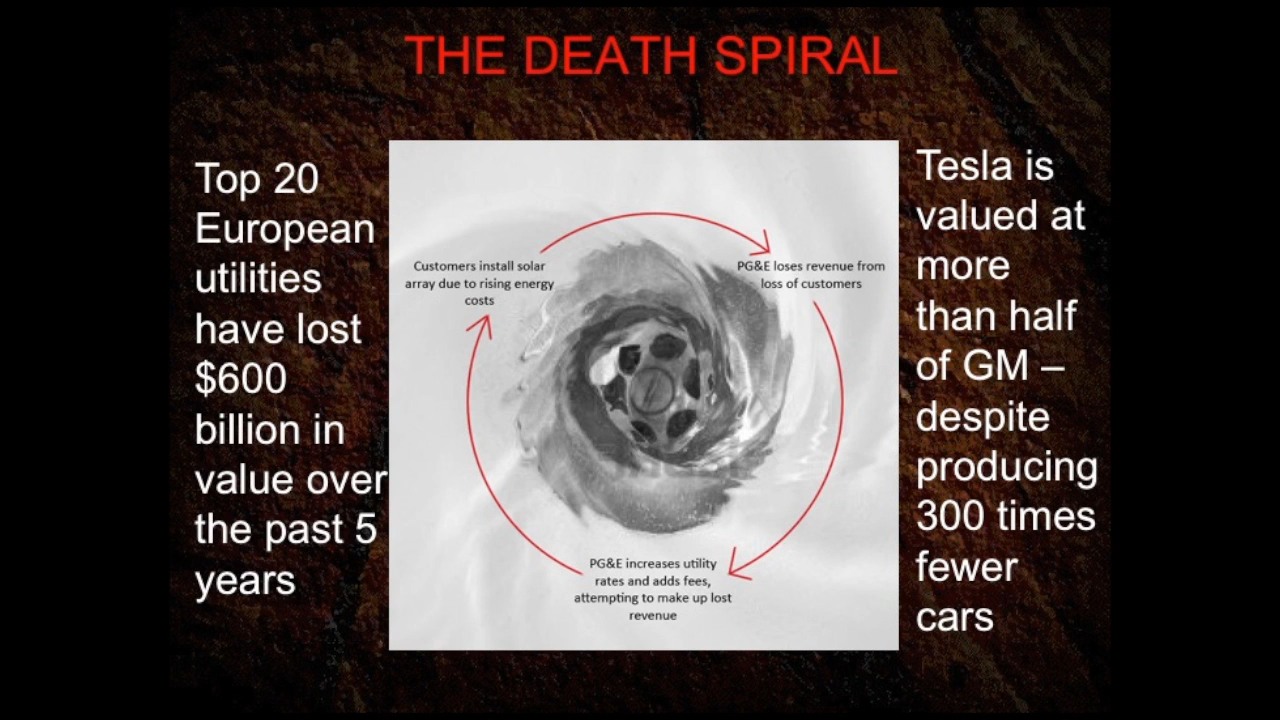 THE DEATH SPIRAL
Top 20
European
utilities
have lost
$600
billion in
value over
the past 5
years
Customers install solar
array due to rising energy
costs
PG&E loses revenue from
loss of customers
PG&E increases utility
rates and adds fees,
attempting to make up lost
revenue
Tesla is
valued at
more
than half
of GM –
despite
producing
300 times
fewer
cars